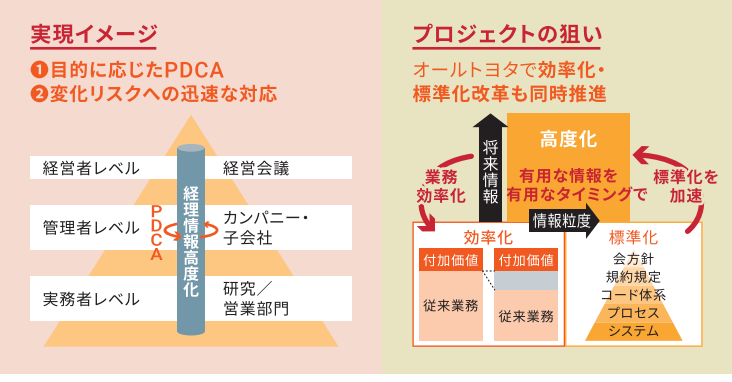 実現イメージ
❶目的に応じたPDCA
❷変化リスクへの迅速な対応
経営者レベル
経営会議
管理者レベル
カンパニー・
子会社
実務者レベル
研究／
営業部門
経理情報高度化
PDCA
プロジェクトの狙い
オールトヨタで効率化・
標準化改革も同時推進
高度化
将来情報
有用な情報を
有用なタイミングで
情報粒度
業務
効率化
標準化を
加速
効率化
付加価値
付加価値
従来業務
従来業務
標準化
会方針
規約規定
コード体系
プロセス
システム